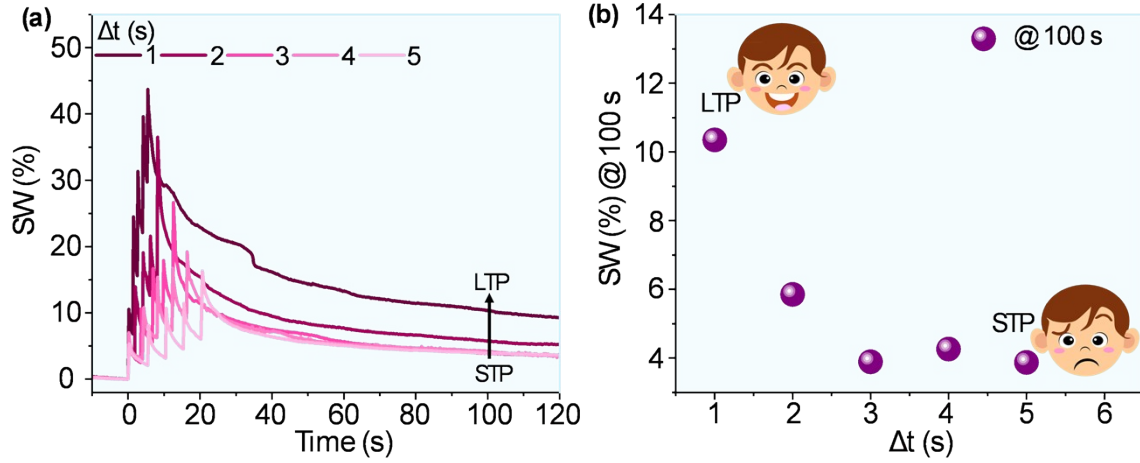 (a)
Δt (s)
1 2 3 4 5
SW (%)
50
40
30
20
10
0
LTP
STP
0 20 40 60 80 100 120
Time (s)
(b)
@ 100 s
LTP
STP
SW (%) @ 100 s
14
12
10
8
6
4
1 2 3 4 5 6
Δt (s)